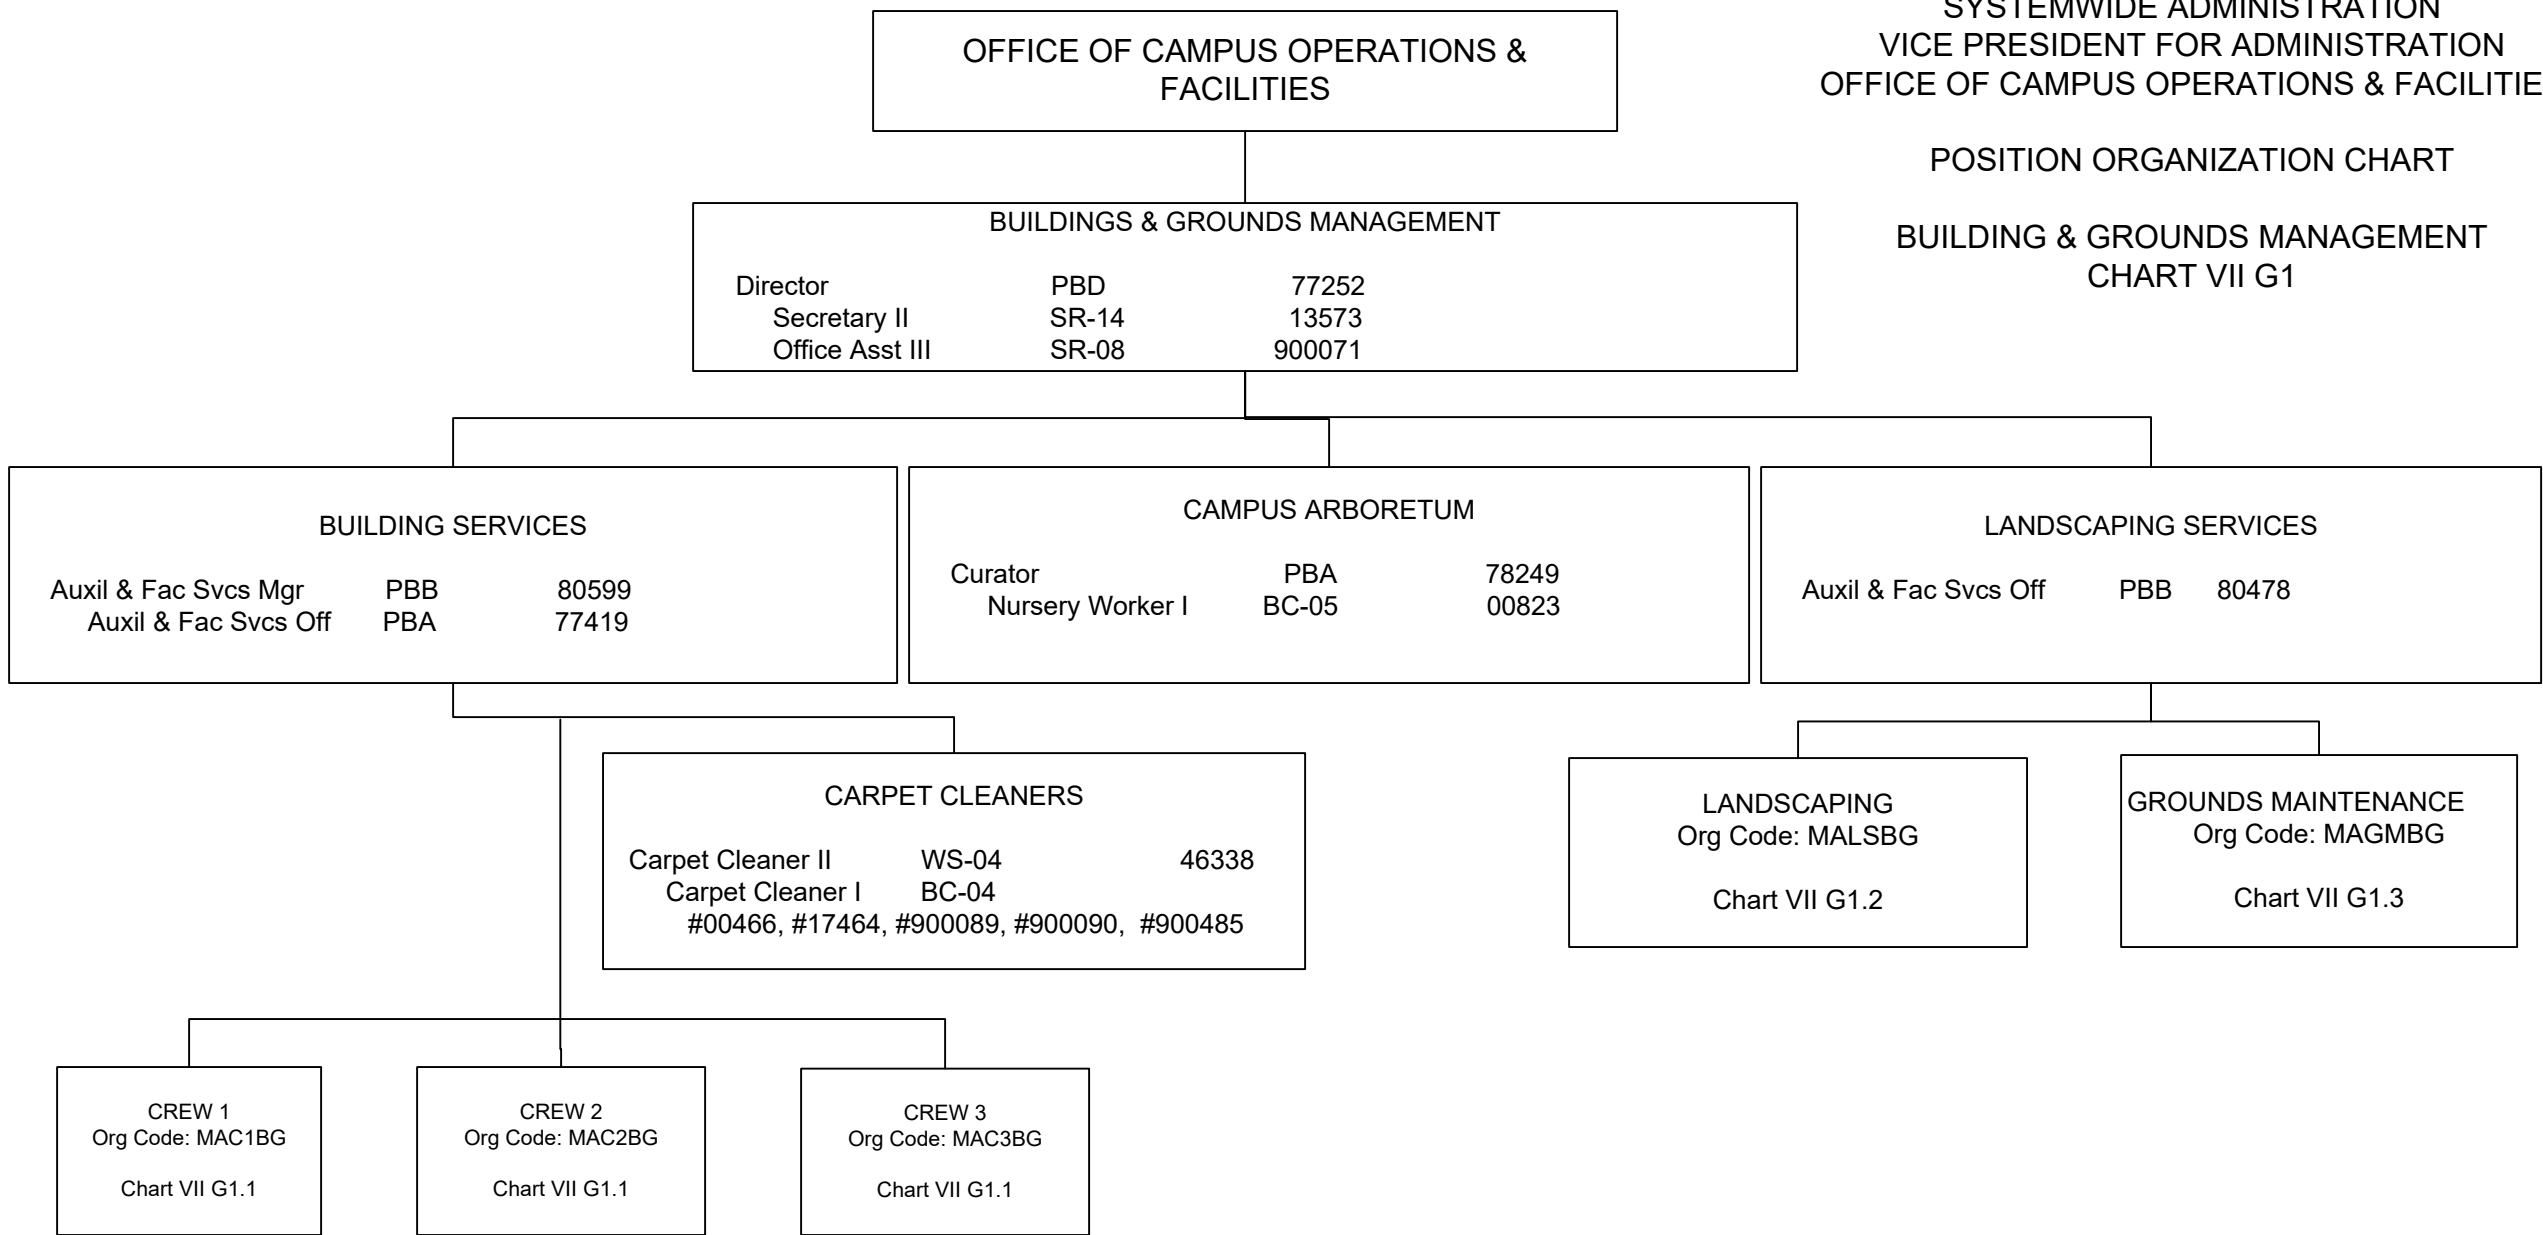 SYSTEMWIDE ADMINISTRATION
VICE PRESIDENT FOR ADMINISTRATION
OFFICE OF CAMPUS OPERATIONS & FACILITIE
POSITION ORGANIZATION CHART
BUILDING & GROUNDS MANAGEMENT
CHART VII G1
OFFICE OF CAMPUS OPERATIONS &
FACILITIES
BUILDINGS & GROUNDS MANAGEMENT
Director PBD 77252
Secretary II SR-14 13573
Office Asst III SR-08 900071
BUILDING SERVICES
Auxil & Fac Svcs Mgr PBB 80599
Auxil & Fac Svcs Off PBA 77419
CAMPUS ARBORETUM
Curator PBA 78249
Nursery Worker I BC-05 00823
LANDSCAPING SERVICES
Auxil & Fac Svcs Off PBB 80478
CARPET CLEANERS
Carpet Cleaner II WS-04 46338
Carpet Cleaner I BC-04
#00466, #17464, #900089, #900090, #900485
LANDSCAPING
Org Code: MALSBG
Chart VII G1.2
GROUNDS MAINTENANCE
Org Code: MAGMBG
Chart VII G1.3
CREW 1
Org Code: MAC1BG
Chart VII G1.1
CREW 2
Org Code: MAC2BG
Chart VII G1.1
CREW 3
Org Code: MAC3BG
Chart VII G1.1